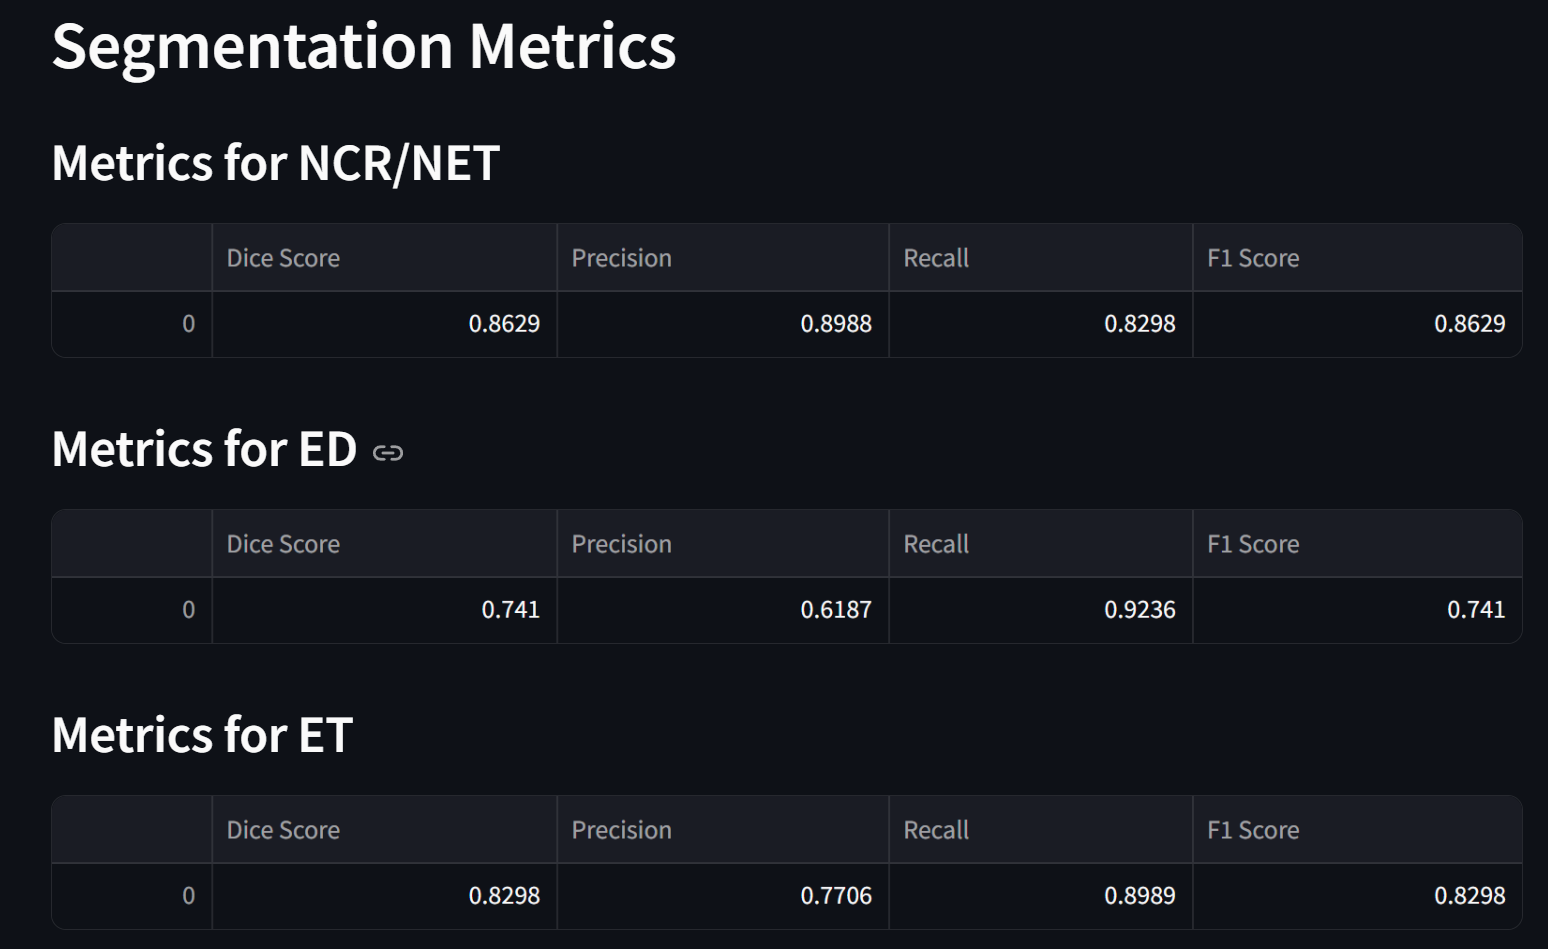 Segmentation Metrics
Metrics for NCR/NET
Dice Score Precision Recall F1 Score
0 0.8629 0.8988 0.8298 0.8629
Metrics for ED
Dice Score Precision Recall F1 Score
0 0.741 0.6187 0.9236 0.741
Metrics for ET
Dice Score Precision Recall F1 Score
0 0.8298 0.7706 0.8989 0.8298